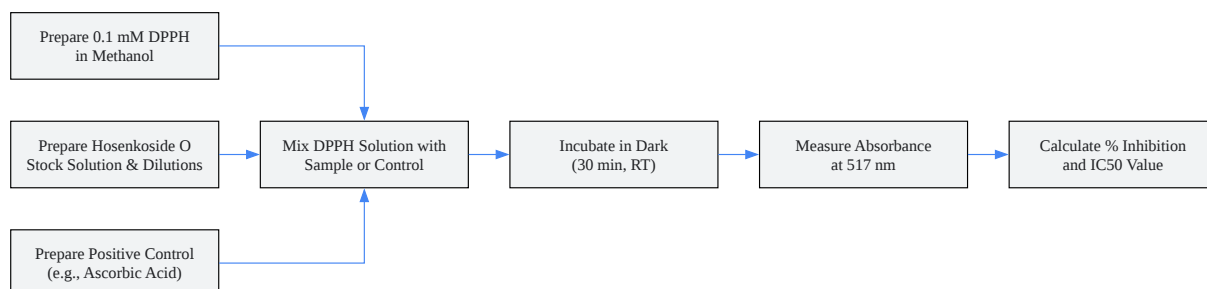 Prepare 0.1 mM DPPH
in Methanol
Prepare Hosenkoside O
Stock Solution & Dilutions
Prepare Positive Control
(e.g., Ascorbic Acid)
Mix DPPH Solution with
Sample or Control
Incubate in Dark
(30 min, RT)
Measure Absorbance
at 517 nm
Calculate % Inhibition
and IC50 Value